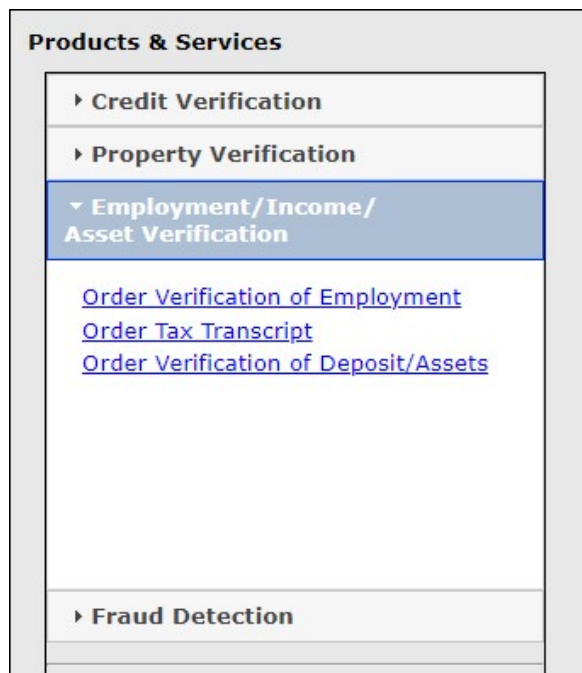 Products & Services
Credit Verification
Property Verification
Employment/Income/
Asset Verification
Order Verification of Employment
Order Tax Transcript
Order Verification of Deposit/Assets
Fraud Detection